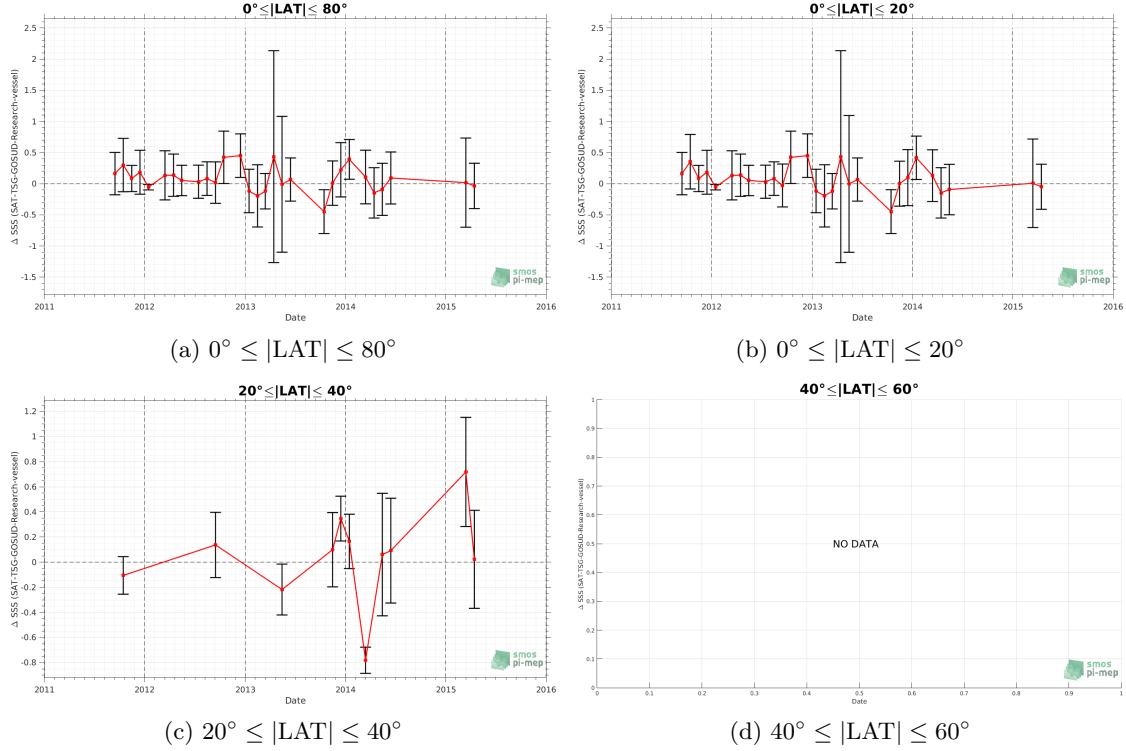 0°≤|LAT|≤ 80°
Δ SSS (SAT-TSG-GOSUD-Research-vessel)
2.5
2
1.5
1
0.5
0
-0.5
-1
-1.5
smos
pi-mep
2011 2012 2013 2014 2015 2016
Date
(a) 0° ≤ |LAT| ≤ 80°
0°≤|LAT|≤ 20°
Δ SSS (SAT-TSG-GOSUD-Research-vessel)
2.5
2
1.5
1
0.5
0
-0.5
-1
-1.5
smos
pi-mep
2011 2012 2013 2014 2015 2016
Date
(b) 0° ≤ |LAT| ≤ 20°
20°≤|LAT|≤ 40°
Δ SSS (SAT-TSG-GOSUD-Research-vessel)
1.2
1
0.8
0.6
0.4
0.2
0
-0.2
-0.4
-0.6
-0.8
smos
pi-mep
2011 2012 2013 2014 2015 2016
Date
(c) 20° ≤ |LAT| ≤ 40°
40°≤|LAT|≤ 60°
Δ SSS (SAT-TSG-GOSUD-Research-vessel)
1
0.9
0.8
0.7
0.6
0.5
0.4
0.3
0.2
0.1
0
NO DATA
smos
pi-mep
0 0.1 0.2 0.3 0.4 0.5 0.6 0.7 0.8 0.9 1
Date
(d) 40° ≤ |LAT| ≤ 60°